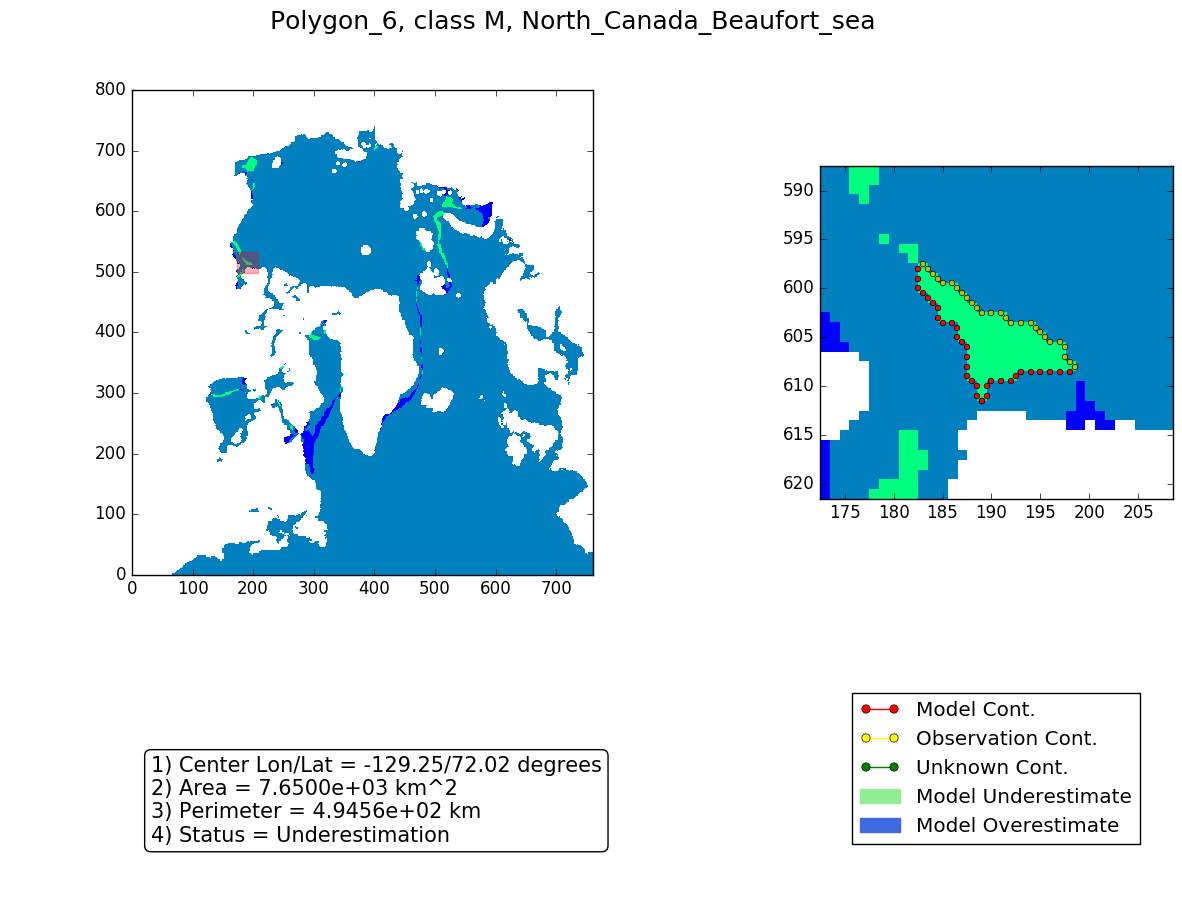 Polygon_6, class M, North_Canada_Beaufort_sea
800
700
600
500
400
300
200
100
0
0 100 200 300 400 500 600 700
590
595
600
605
610
615
620
175 180 185 190 195 200 205
1) Center Lon/Lat = -129.25/72.02 degrees
2) Area = 7.6500e+03 km^2
3) Perimeter = 4.9456e+02 km
4) Status = Underestimation
Model Cont.
Observation Cont.
Unknown Cont.
Model Underestimate
Model Overestimate